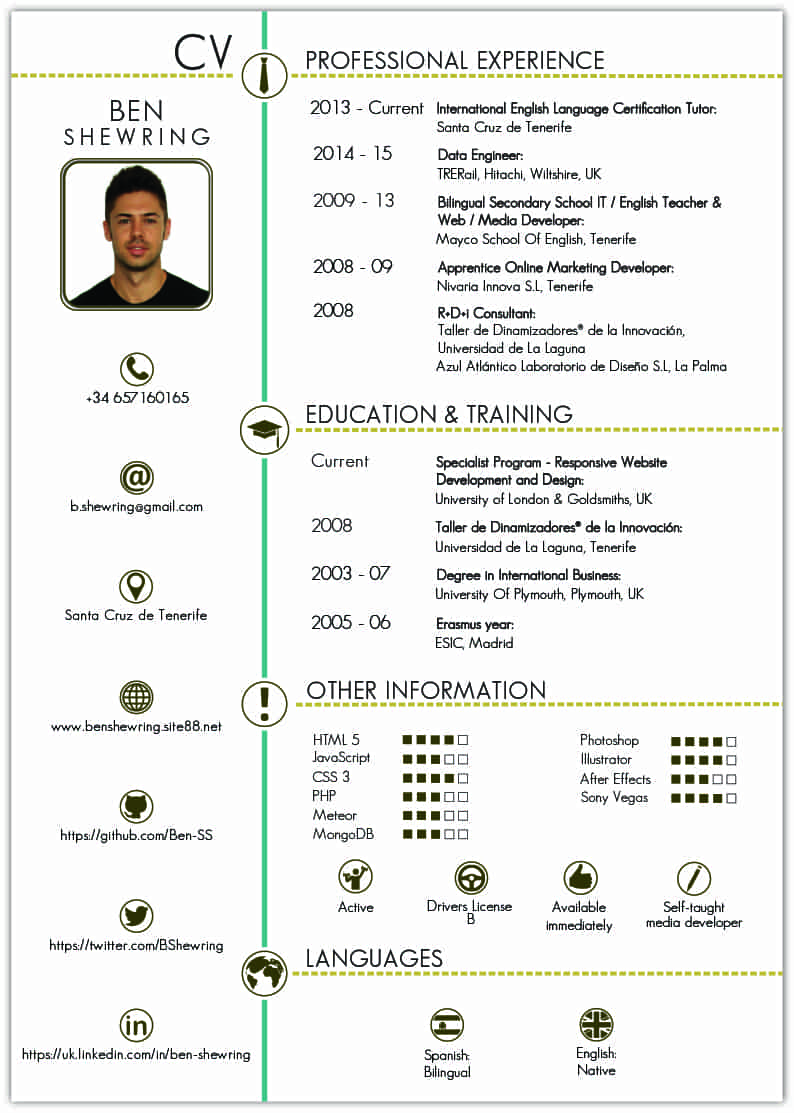 CV
BEN
SHEWRING
+34 657160165
@
b.shewring@gmail.com
Santa Cruz de Tenerife
www.benshewring.site88.net
https://github.com/Ben-SS
https://twitter.com/BShewring
in
https://uk.linkedin.com/in/ben-shewring
PROFESSIONAL EXPERIENCE
2013 - Current International English Language Certification Tutor:
Santa Cruz de Tenerife
2014 - 15 Data Engineer:
TRERail, Hitachi, Wiltshire, UK
2009 - 13 Bilingual Secondary School IT / English Teacher &
Web / Media Developer:
Mayco School Of English, Tenerife
2008 - 09 Apprentice Online Marketing Developer:
Nivaria Innova S.L, Tenerife
2008 R+D+i Consultant:
Taller de Dinamizadores® de la Innovación,
Universidad de La Laguna
Azul Atlántico Laboratorio de Diseño S.L, La Palma
EDUCATION & TRAINING
Current Specialist Program - Responsive Website
Development and Design:
University of London & Goldsmiths, UK
2008 Taller de Dinamizadores® de la Innovación:
Universidad de La Laguna, Tenerife
2003 - 07 Degree in International Business:
University Of Plymouth, Plymouth, UK
2005 - 06 Erasmus year:
ESIC, Madrid
!
OTHER INFORMATION
HTML 5
JavaScript
CSS 3
PHP
Meteor
MongoDB
Photoshop
Illustrator
After Effects
Sony Vegas
Active
Drivers License
B
Available
immediately
Self-taught
media developer
LANGUAGES
Spanish:
Bilingual
English:
Native